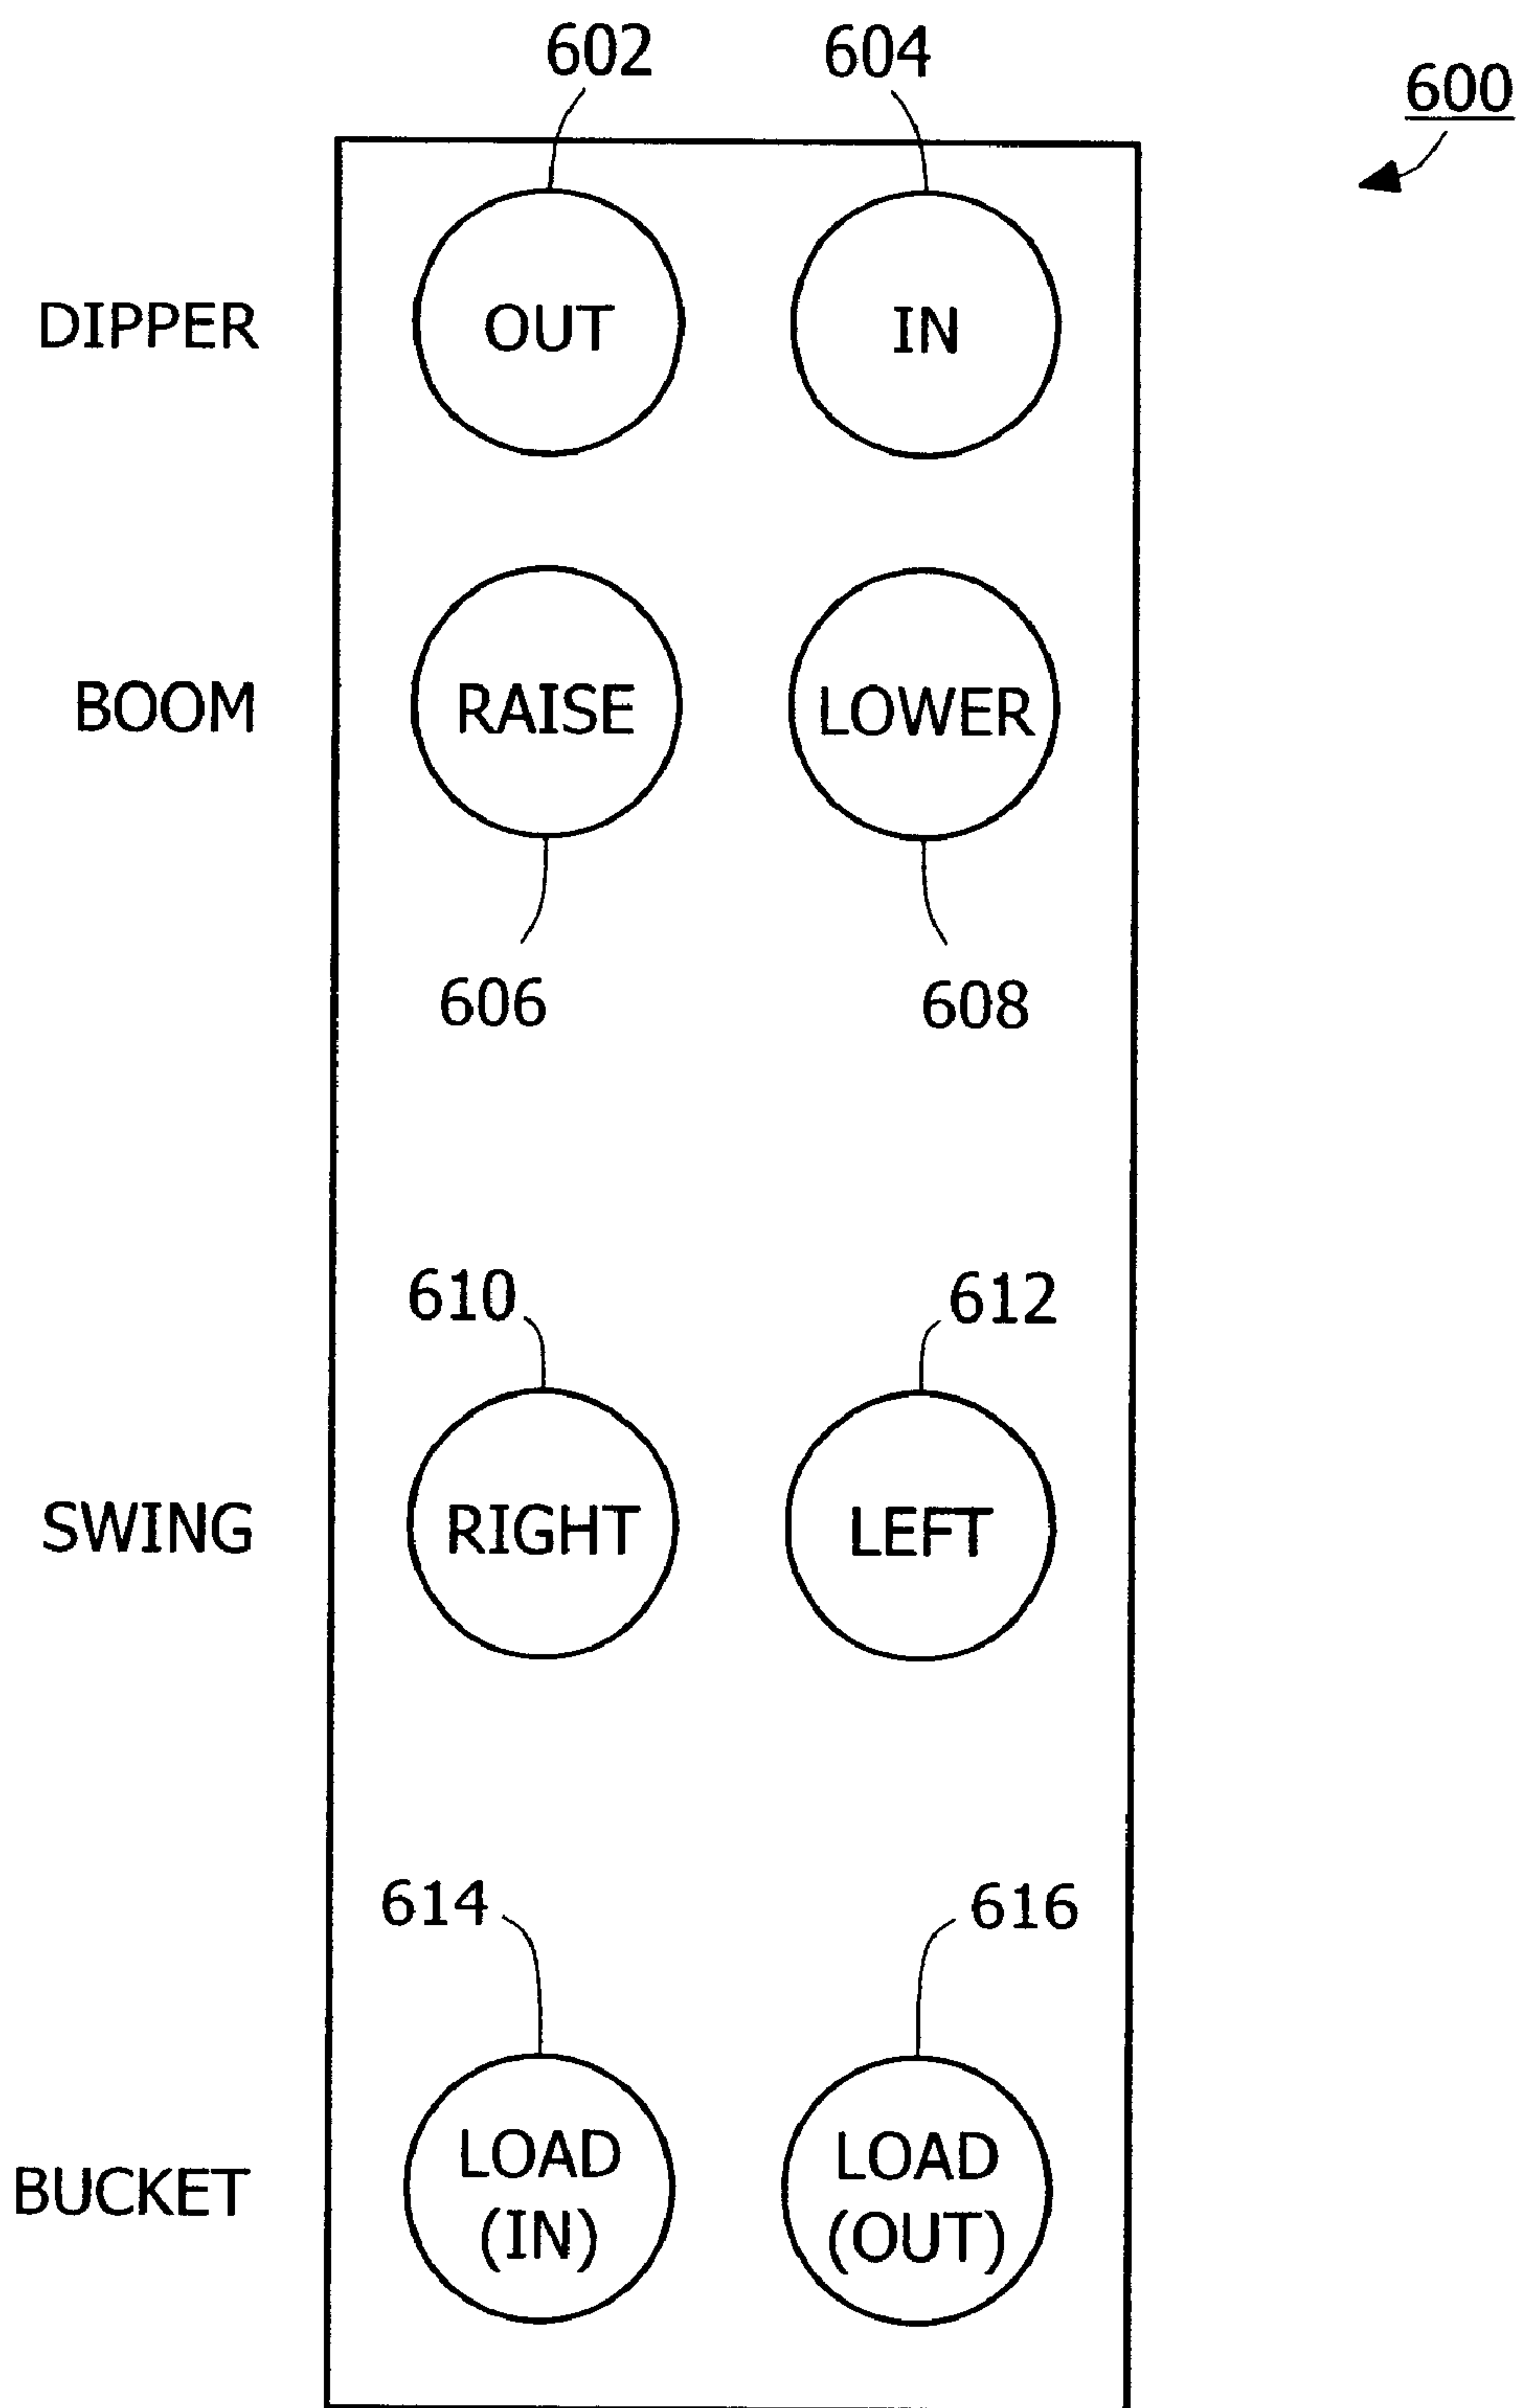 602 604
600
DIPPER OUT IN
BOOM RAISE LOWER
606 608
610 612
SWING RIGHT LEFT
614 616
BUCKET LOAD (IN) LOAD (OUT)